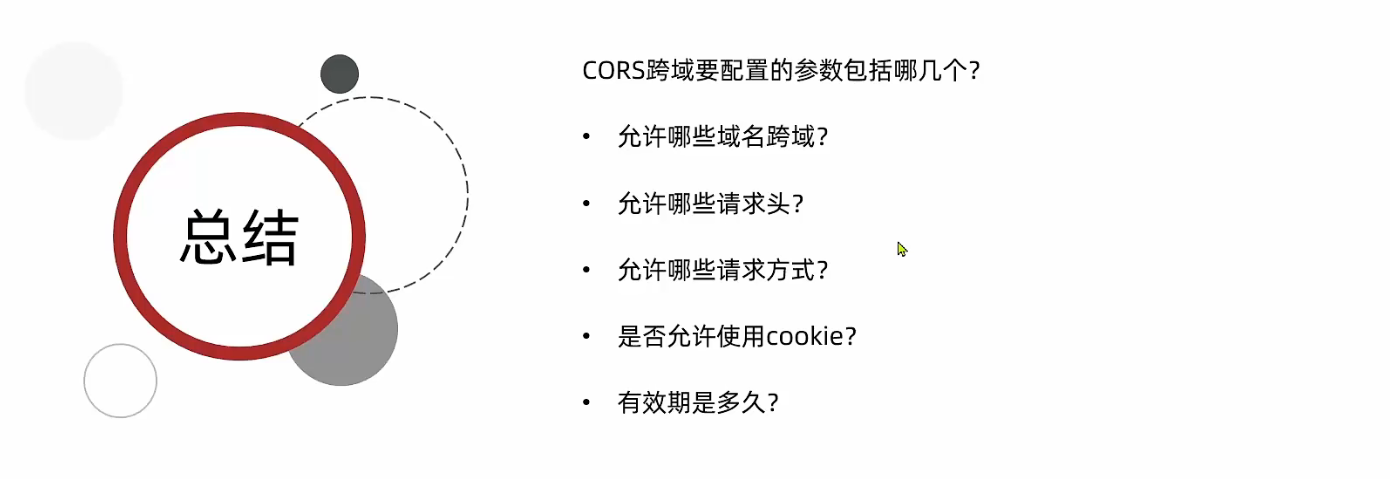 总结
CORS跨域要配置的参数包括哪几个？
• 允许哪些域名跨域？
• 允许哪些请求头？
• 允许哪些请求方式？
• 是否允许使用cookie？
• 有效期是多久？